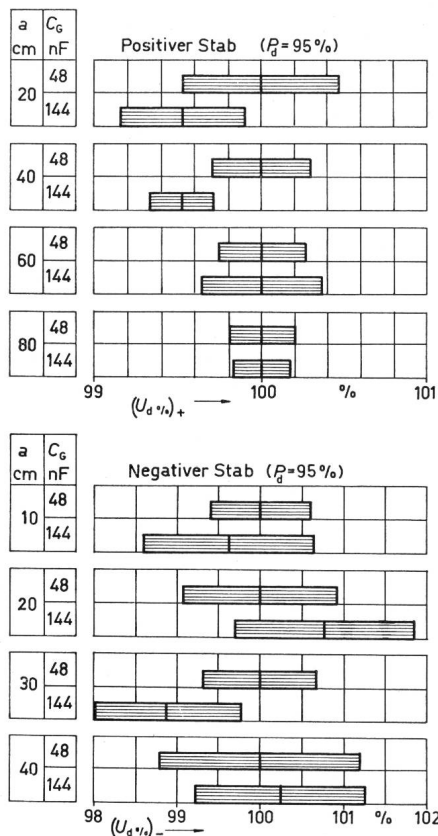 a C_G Positiver Stab (P_d = 95 %)
cm nF
20 48
144
40 48
144
60 48
144
80 48
144
99 100 % 101
(U_d %)_+
a C_G Negativer Stab (P_d = 95 %)
cm nF
10 48
144
20 48
144
30 48
144
40 48
144
98 99 100 101 % 102
(U_d %)_–